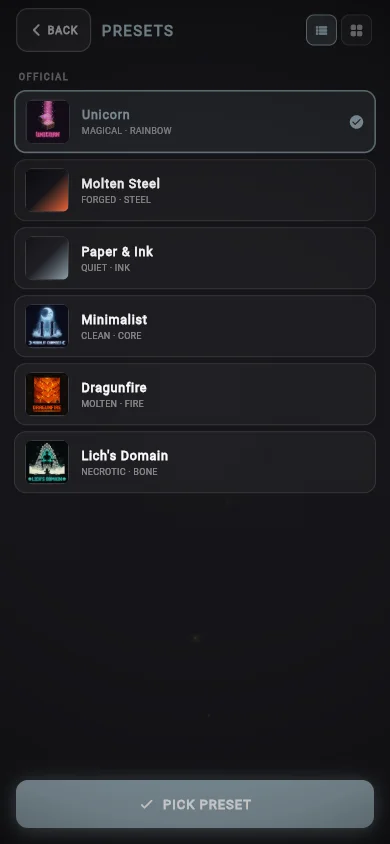 BACK
PRESETS
OFFICIAL
Unicorn
MAGICAL · RAINBOW
Molten Steel
FORGED · STEEL
Paper & Ink
QUIET · INK
Minimalist
CLEAN · CORE
Dragunfire
MOLTEN · FIRE
Lich's Domain
NECROTIC · BONE
PICK PRESET